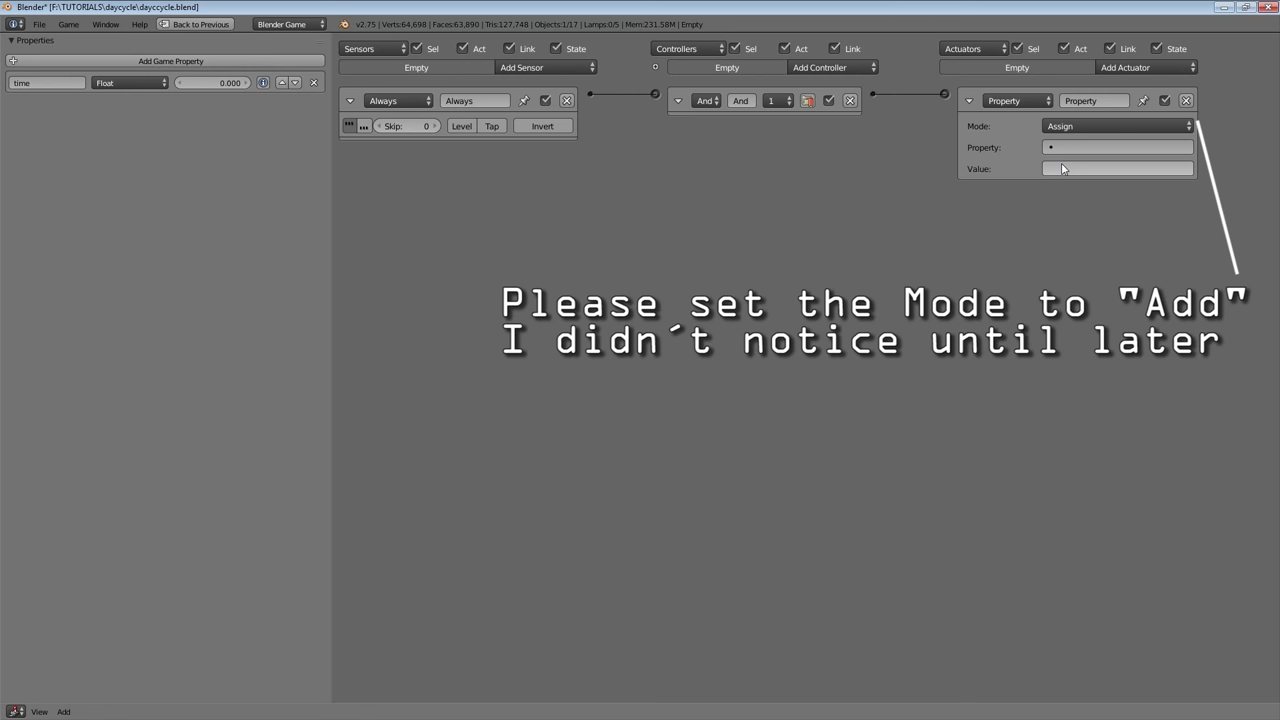 Blender* [F:\TUTORIALS\daycycle\dayccycle.blend]
File Game Window Help Back to Previous Blender Game v2.75 | Verts:64,698 | Faces:63,890 | Tris:127,748 | Objects:1/17 | Lamps:0/5 | Mem:231.58M | Empty
Properties
Sensors Sel Act Link State Controllers Sel Act Link Actuators Sel Act Link State
Add Game Property
Empty Add Sensor Empty Add Controller Empty Add Actuator
time Float 0.000
Always Always And And 1 Property Property
Skip: 0 Level Tap Invert Mode: Assign
Property:
Value:
Please set the Mode to "Add"
I didn´t notice until later
View Add